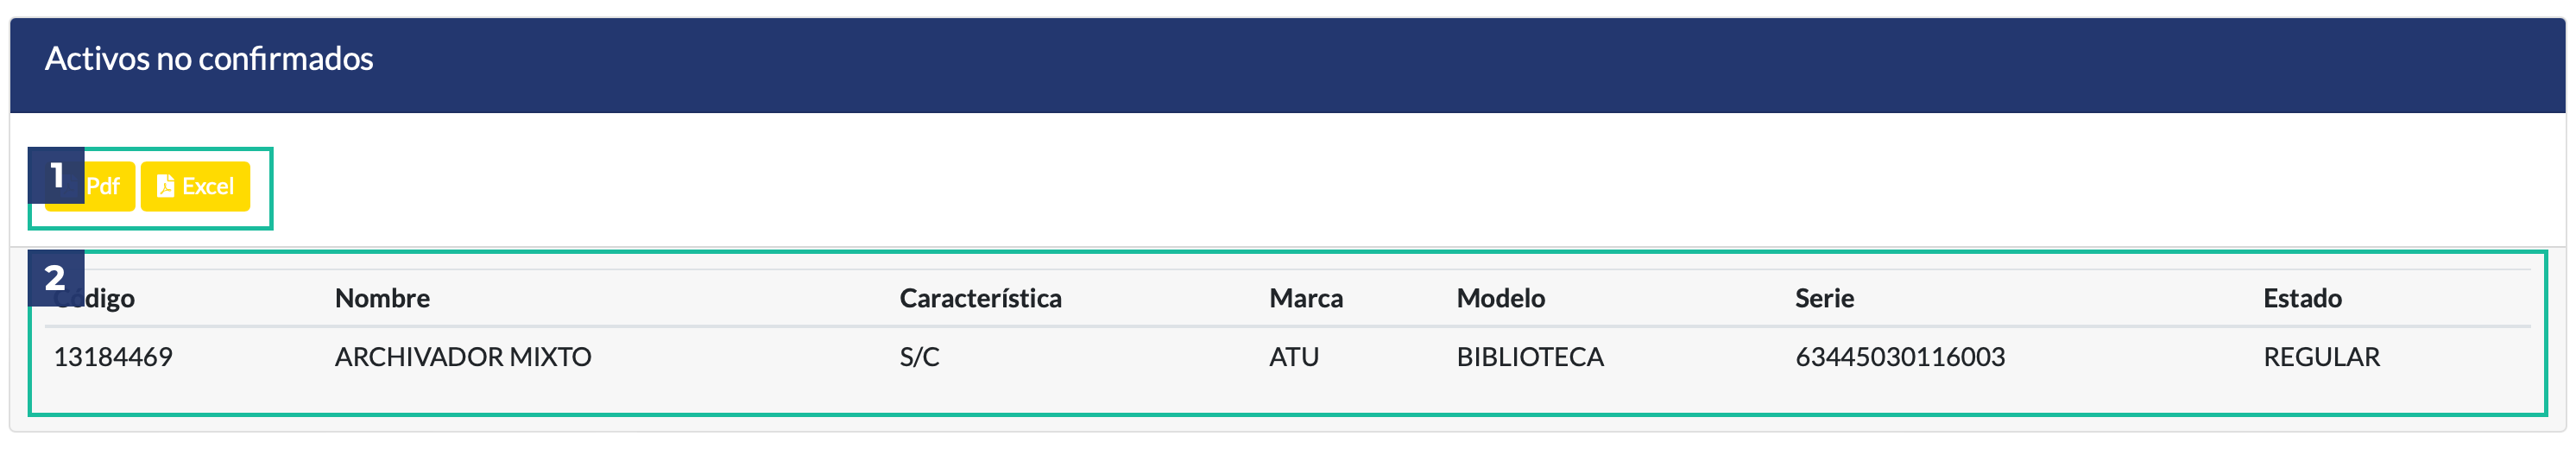 Activos no confirmados
1 Pdf Excel
2
Código Nombre Característica Marca Modelo Serie Estado
13184469 ARCHIVADOR MIXTO S/C ATU BIBLIOTECA 63445030116003 REGULAR